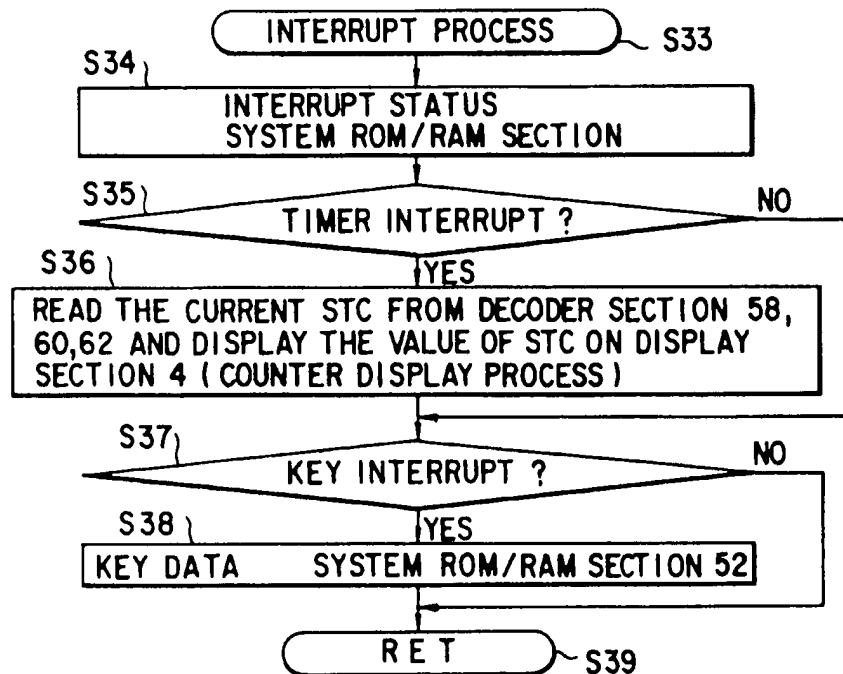 INTERRUPT PROCESS
S33
S34
INTERRUPT STATUS
SYSTEM ROM/RAM SECTION
S35
TIMER INTERRUPT ?
NO
S36
YES
READ THE CURRENT STC FROM DECODER SECTION 58,
60,62 AND DISPLAY THE VALUE OF STC ON DISPLAY
SECTION 4 (COUNTER DISPLAY PROCESS)
S37
KEY INTERRUPT ?
NO
S38
YES
KEY DATA SYSTEM ROM/RAM SECTION 52
RET
S39